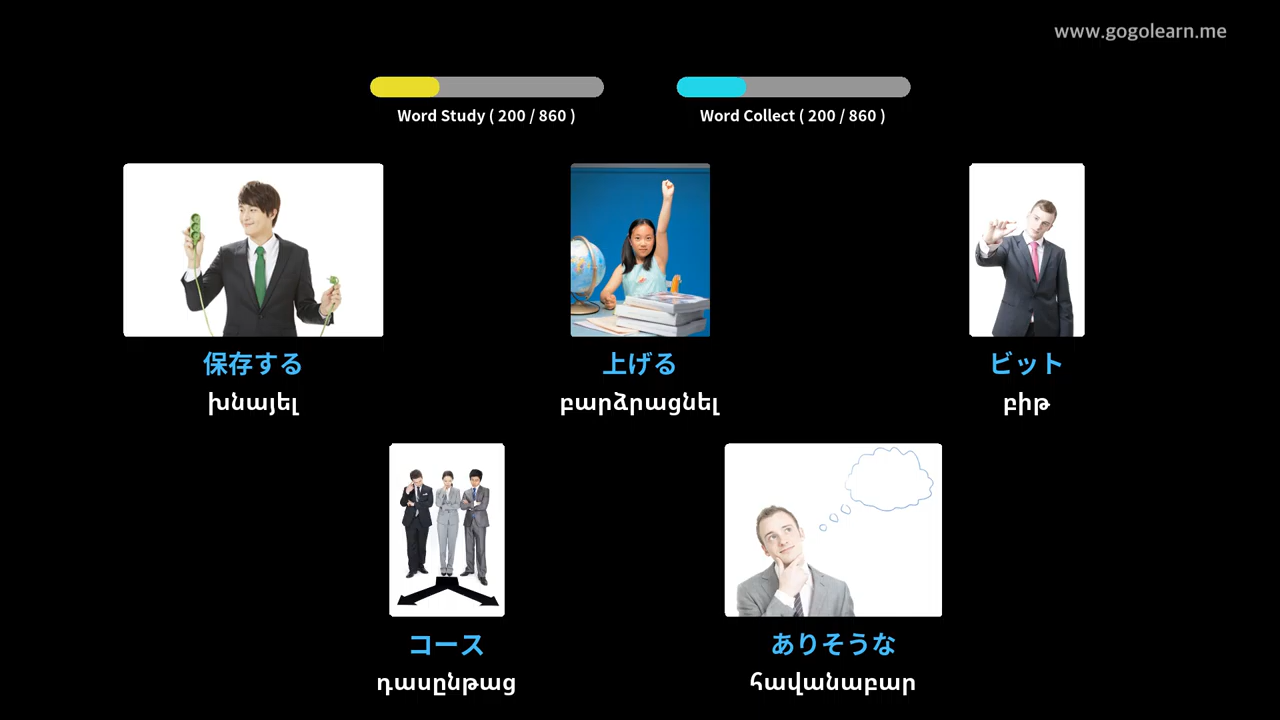 www.gogolearn.me
Word Study ( 200 / 860 )
Word Collect ( 200 / 860 )
保存する
上げる
ビット
խնայել
բարձրացնել
բիթ
コース
ありそうな
դասընթաց
հավանաբար